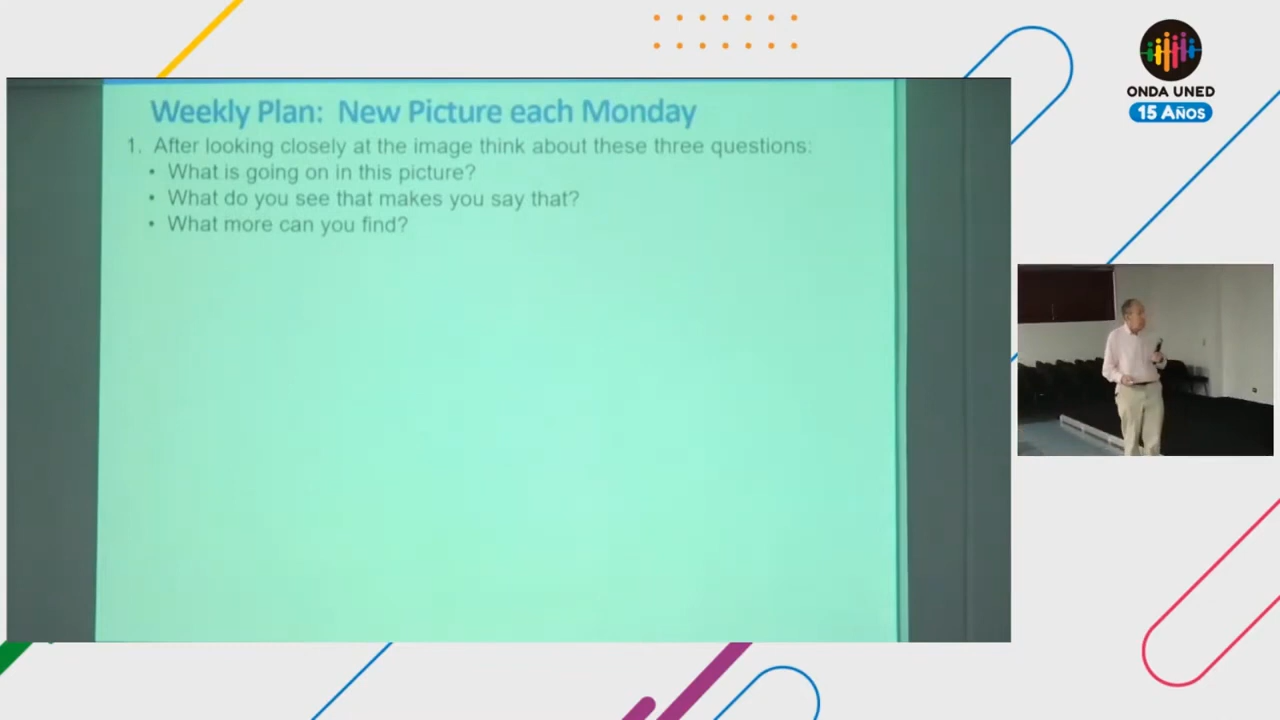 Weekly Plan: New Picture each Monday
1. After looking closely at the image think about these three questions:
• What is going on in this picture?
• What do you see that makes you say that?
• What more can you find?
ONDA UNED
15 AÑOS